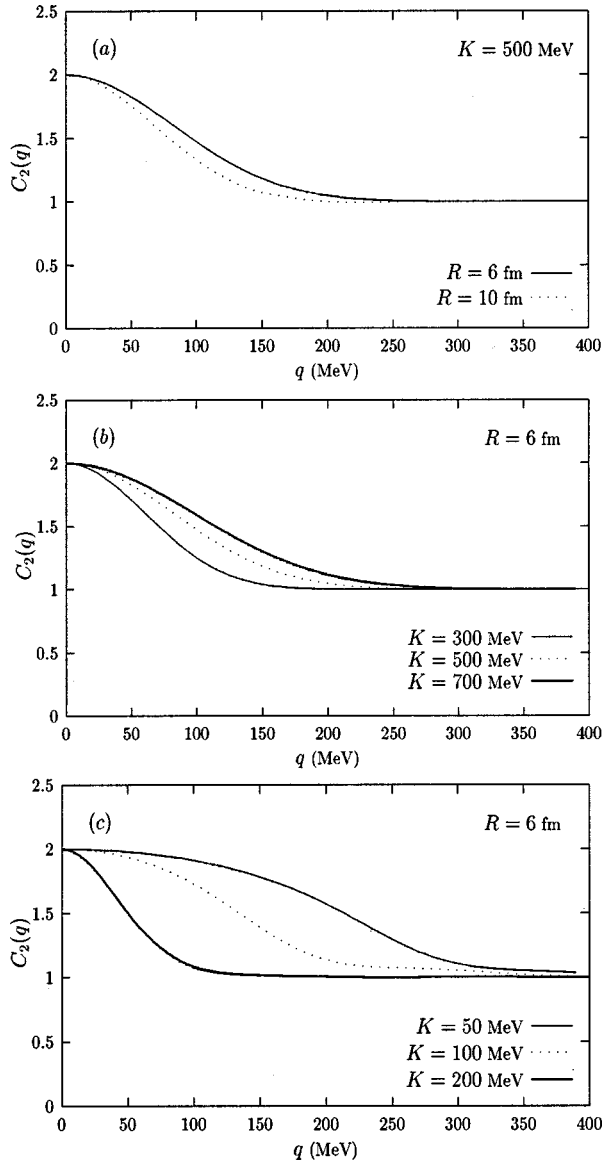 2.5
(a)
K = 500 MeV
2
C₂(q)
1.5
1
0.5
R = 6 fm
R = 10 fm
0
0 50 100 150 200 250 300 350 400
q (MeV)
2.5
(b)
R = 6 fm
2
C₂(q)
1.5
1
0.5
K = 300 MeV
K = 500 MeV
K = 700 MeV
0
0 50 100 150 200 250 300 350 400
q (MeV)
2.5
(c)
R = 6 fm
2
C₂(q)
1.5
1
0.5
K = 50 MeV
K = 100 MeV
K = 200 MeV
0
0 50 100 150 200 250 300 350 400
q (MeV)